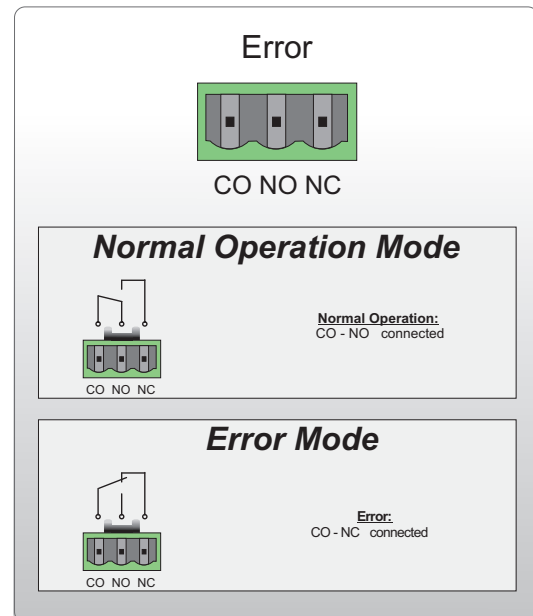 Error
CO NO NC
Normal Operation Mode
Normal Operation:
CO - NO connected
CO NO NC
Error Mode
Error:
CO - NC connected
CO NO NC